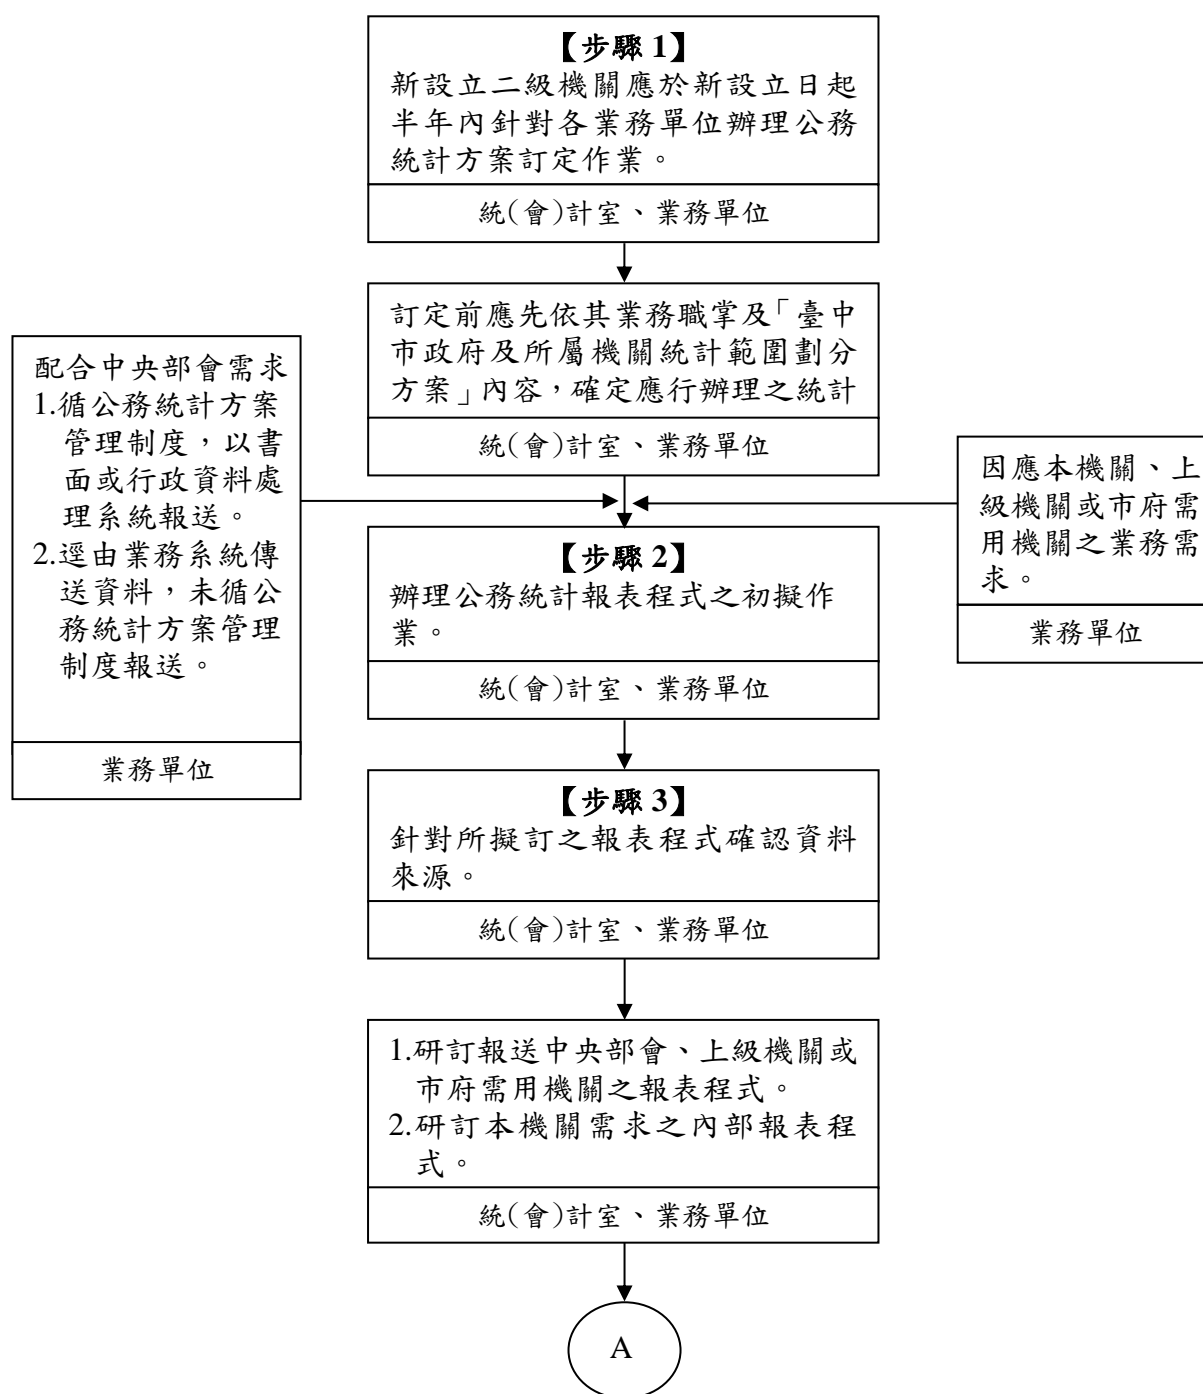 【步驟 1】
新設立二級機關應於新設立日起
半年內針對各業務單位辦理公務
統計方案訂定作業。
統(會)計室、業務單位
訂定前應先依其業務職掌及「臺中
市政府及所屬機關統計範圍劃分
方案」內容，確定應行辦理之統計
統(會)計室、業務單位
配合中央部會需求
1.循公務統計方案
管理制度，以書
面或行政資料處
理系統報送。
2.逕由業務系統傳
送資料，未循公
務統計方案管理
制度報送。
業務單位
因應本機關、上
級機關或市府需
用機關之業務需
求。
業務單位
【步驟 2】
辦理公務統計報表程式之初擬作
業。
統(會)計室、業務單位
【步驟 3】
針對所擬訂之報表程式確認資料
來源。
統(會)計室、業務單位
1.研訂報送中央部會、上級機關或
市府需用機關之報表程式。
2.研訂本機關需求之內部報表程
式。
統(會)計室、業務單位
A